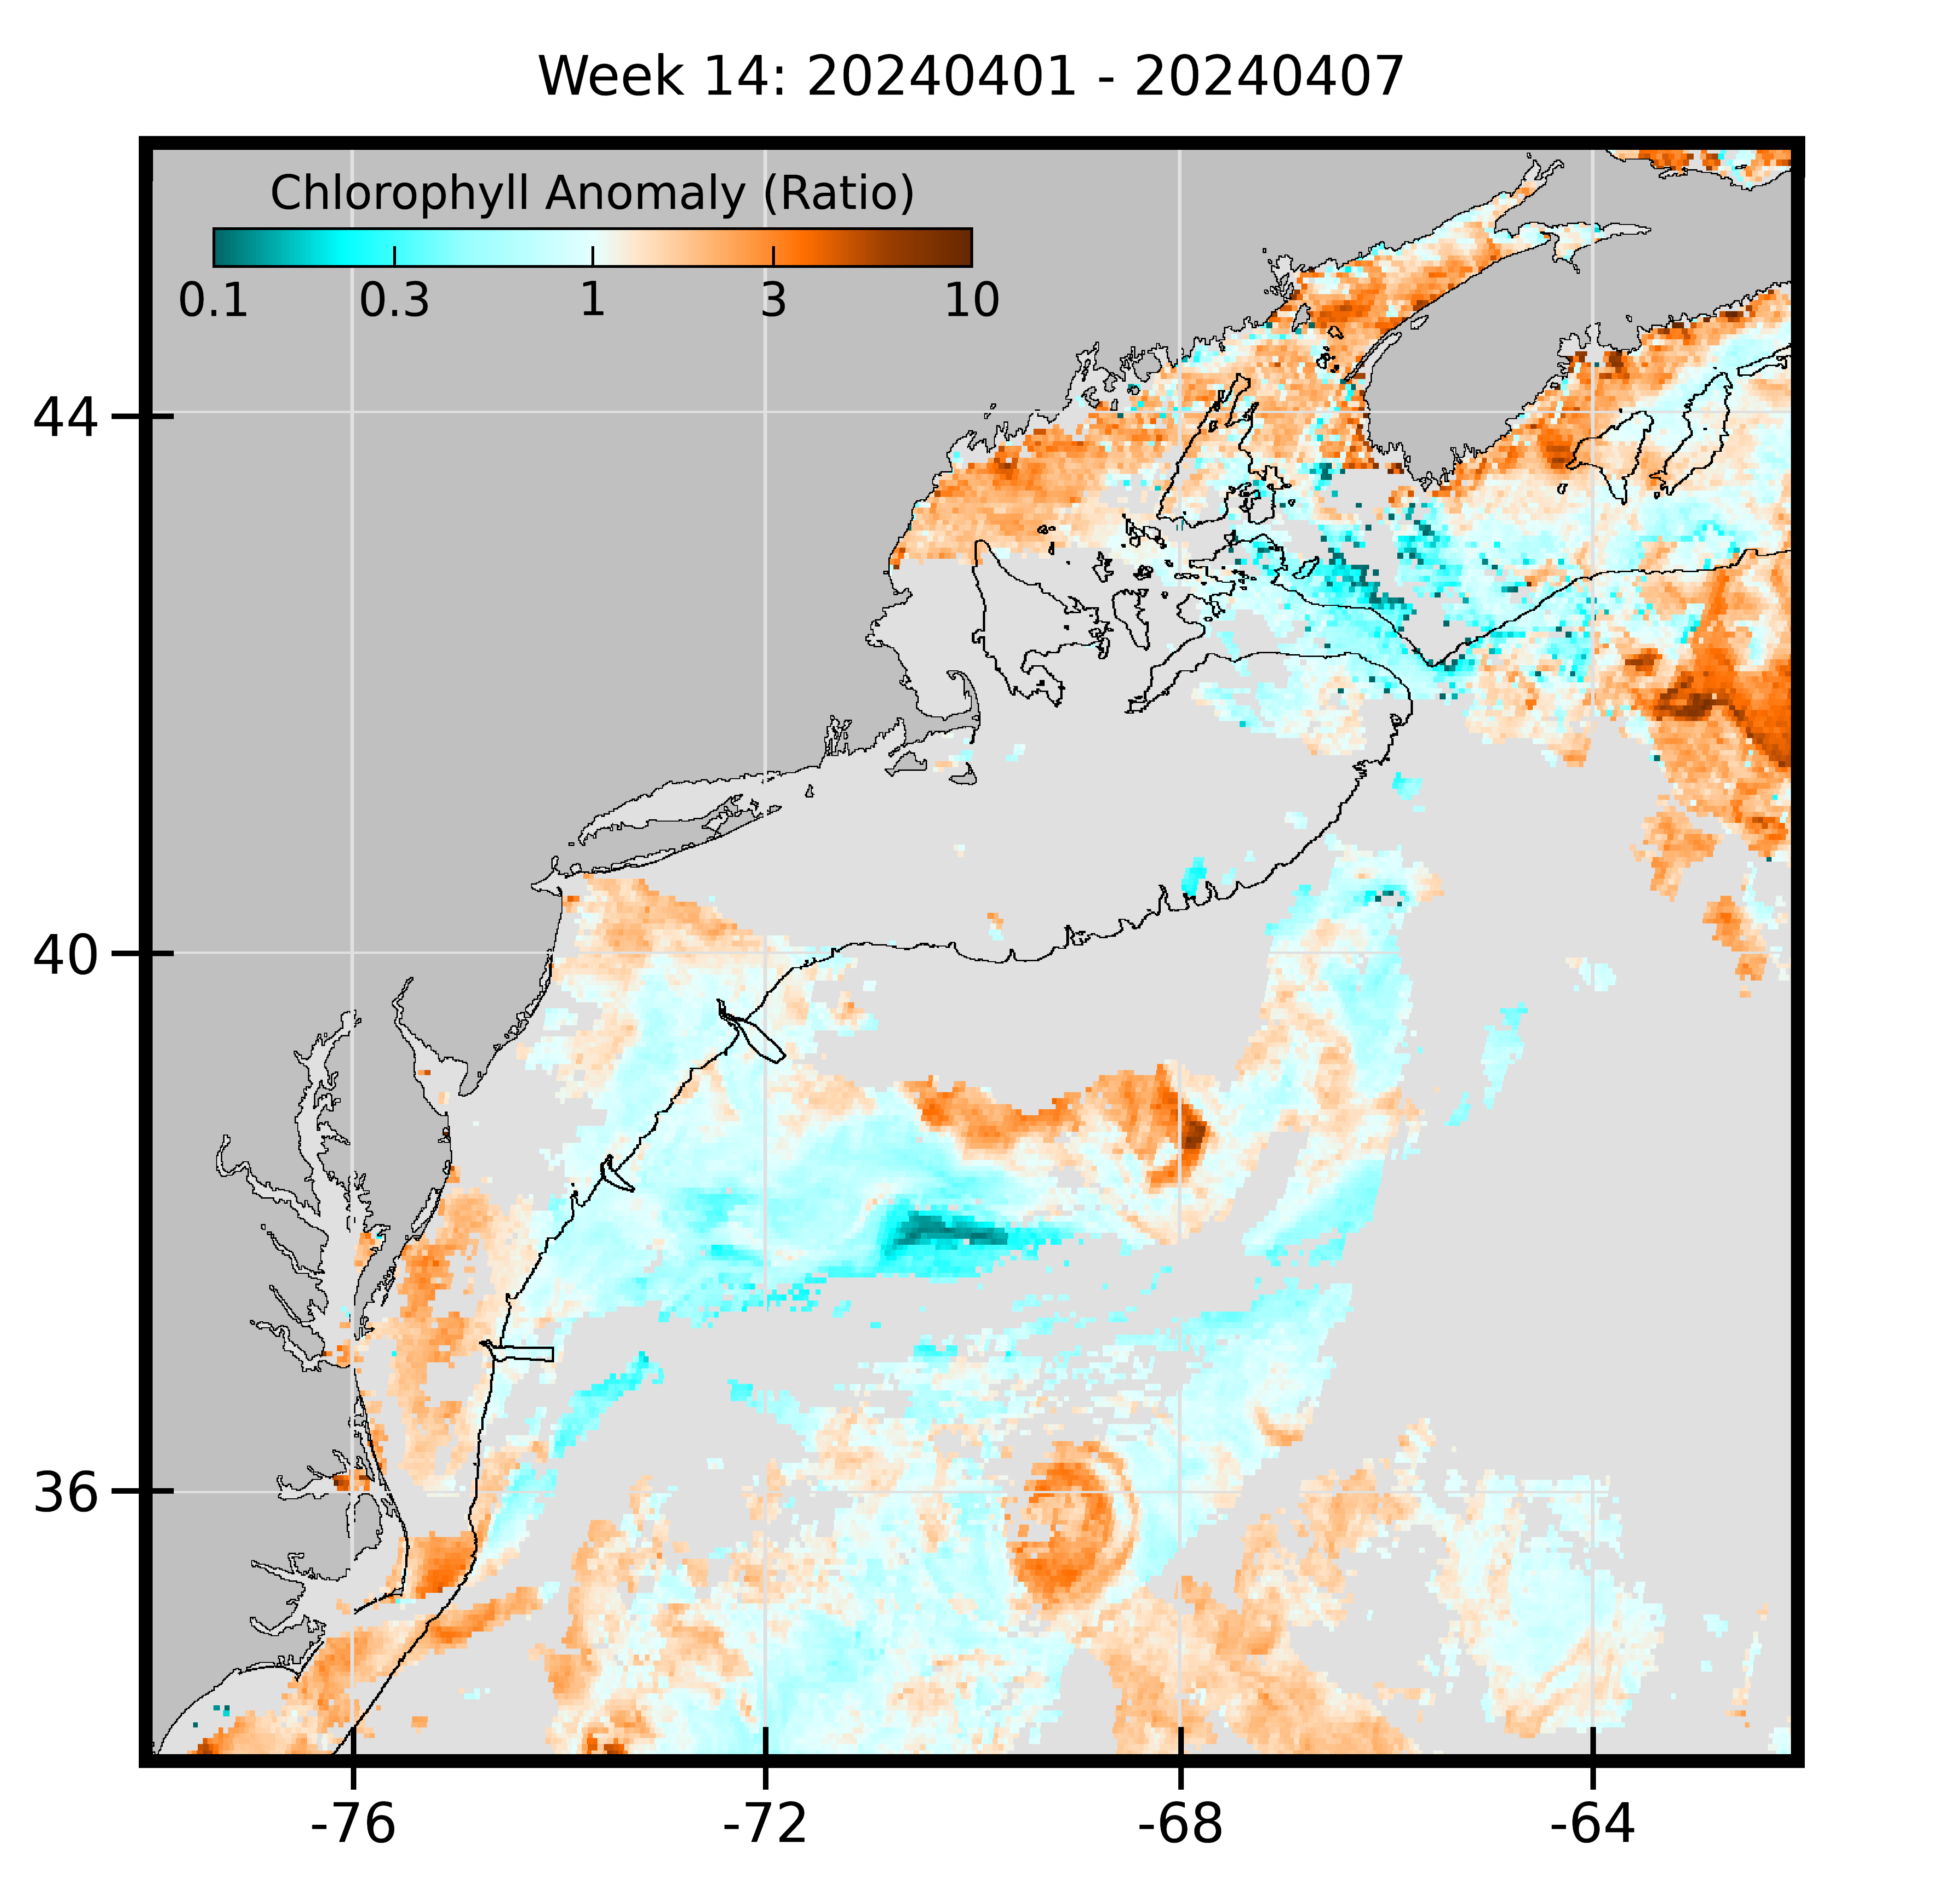 Week 14: 20240401 - 20240407
Chlorophyll Anomaly (Ratio)
0.1 0.3 1 3 10
44
40
36
-76 -72 -68 -64